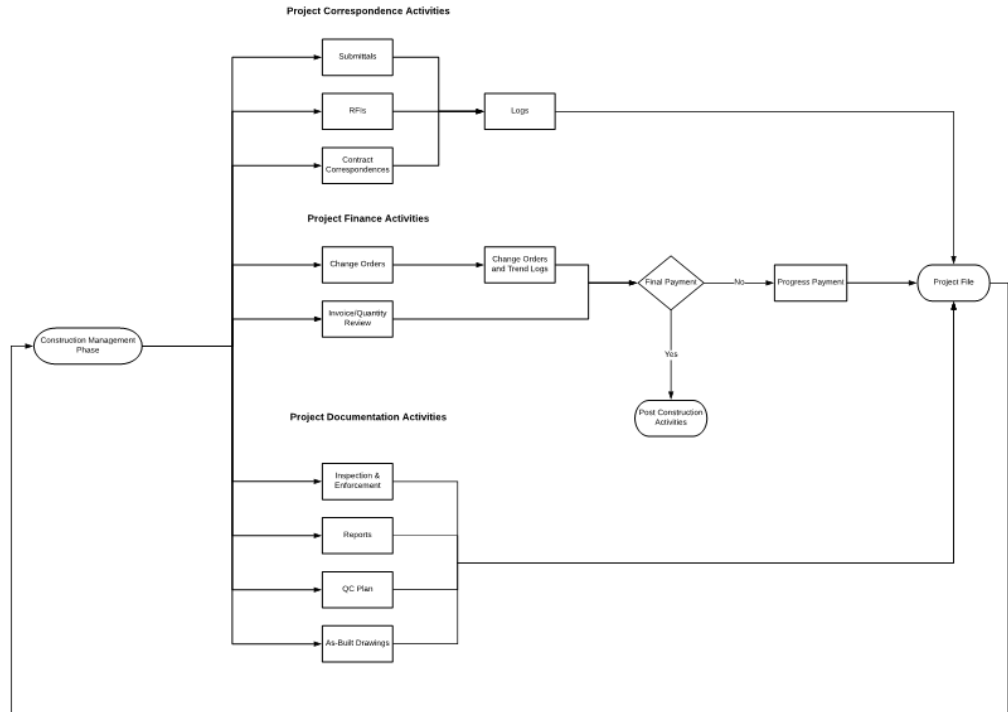 Project Correspondence Activities
Submittals
RFIs
Logs
Contract
Correspondences
Project Finance Activities
Change Orders
Change Orders
and Trend Logs
Final Payment
No
Progress Payment
Project File
Invoice/Quantity
Review
Construction Management
Phase
Yes
Post Construction
Activities
Project Documentation Activities
Inspection &
Enforcement
Reports
QC Plan
As-Built Drawings